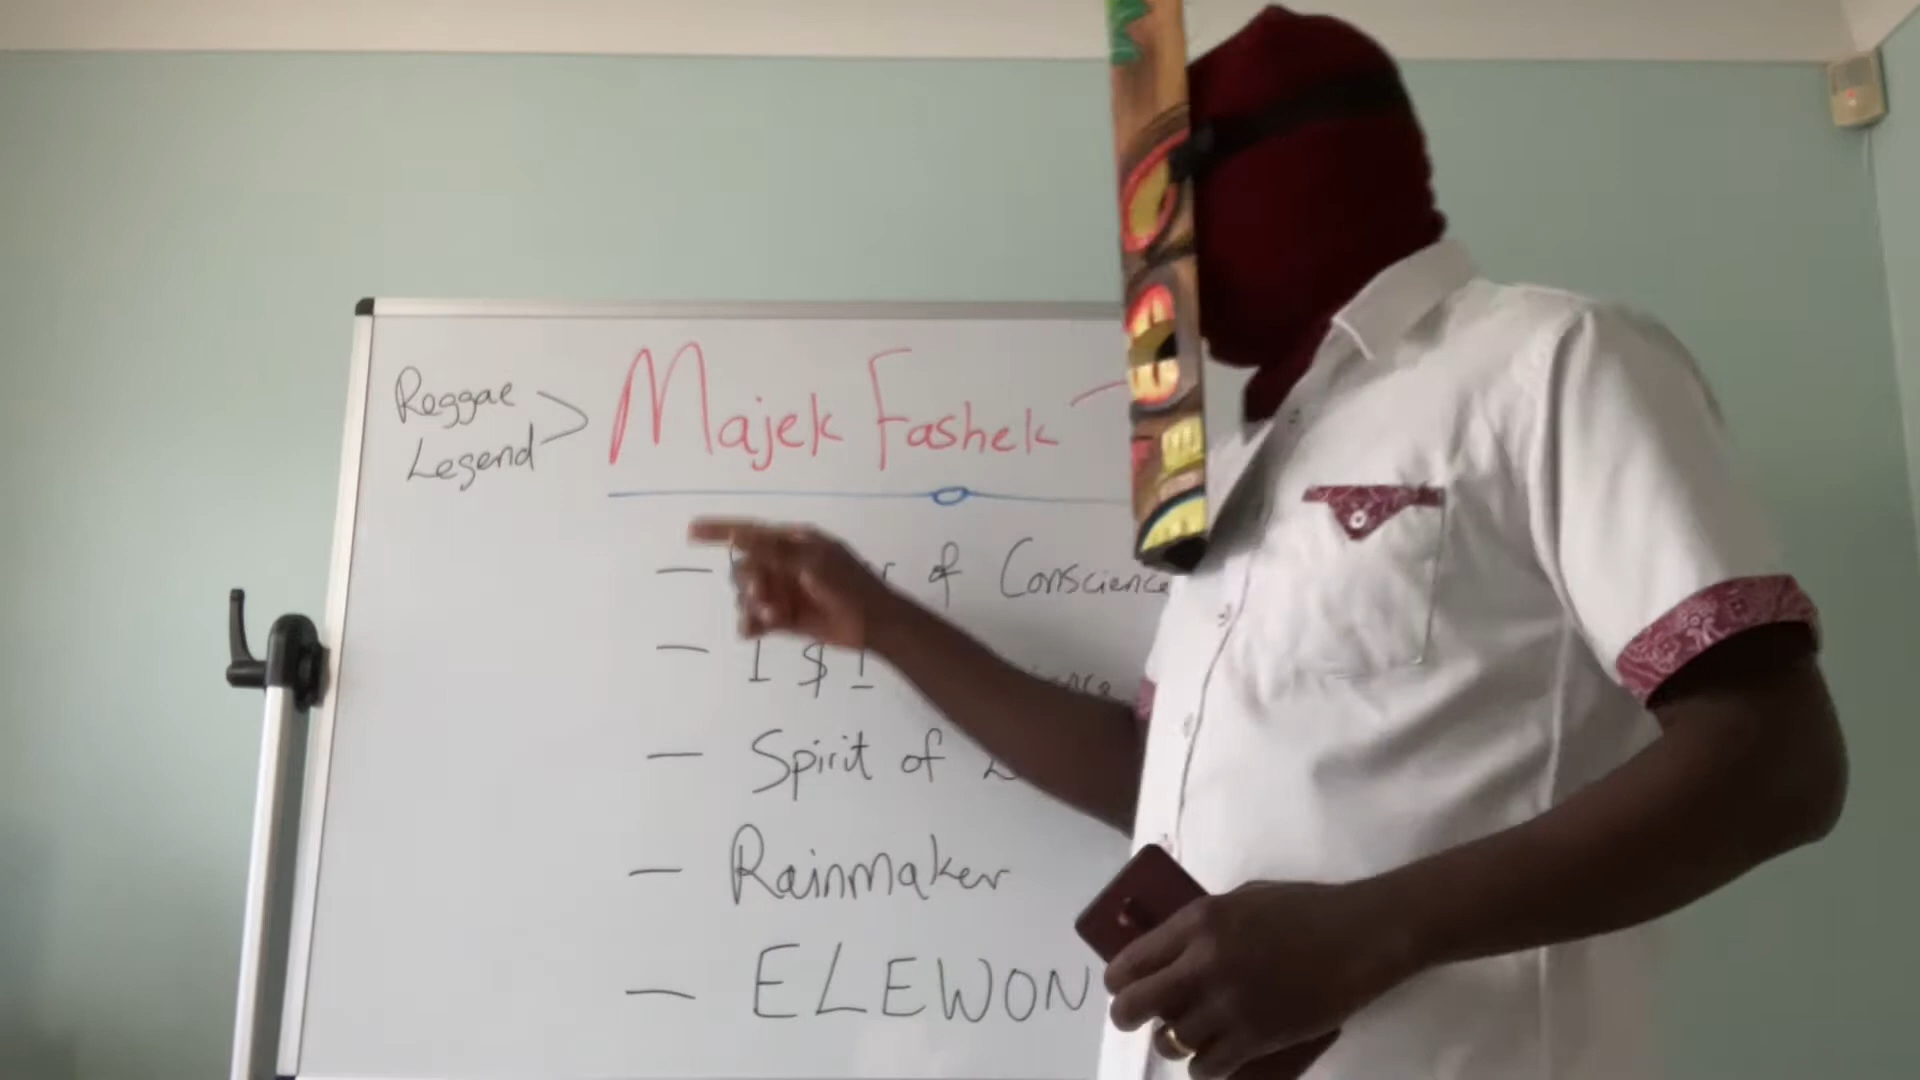 Reggae
Legend
Majek Fashek
of Conscience
I $ I
Spirit of
Rainmaker
ELEWON